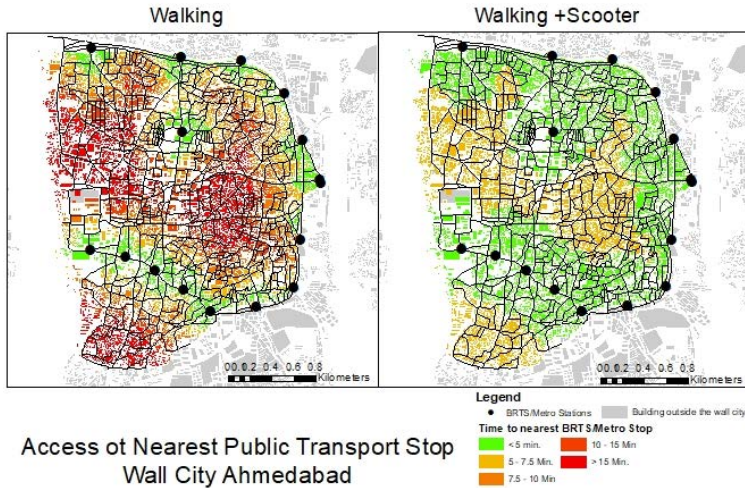 Walking
Walking +Scooter
00.0.2 0.4 0.6 0.8
Kilometers
00.0.2 0.4 0.6 0.8
Kilometers
Access ot Nearest Public Transport Stop
Wall City Ahmedabad
Legend
BRTS/Metro Stations
Building outside the wall city
Time to nearest BRTS/Metro Stop
< 5 min.
10 - 15 Min
5 - 7.5 Min.
> 15 Min.
7.5 - 10 Min